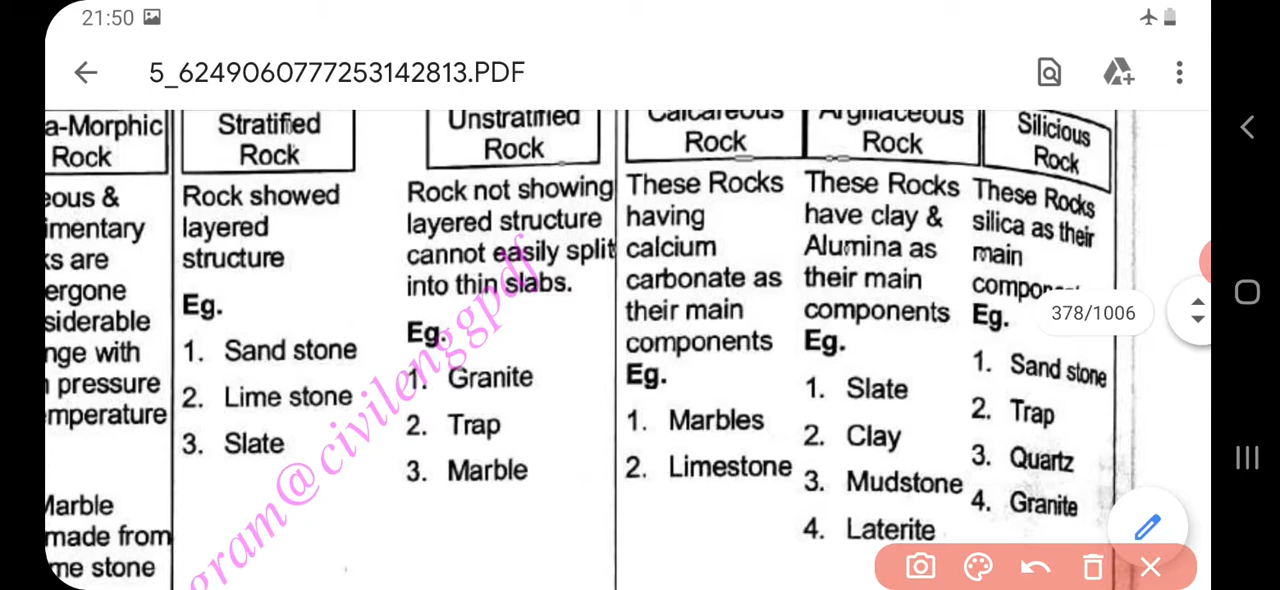 21:50
5_6249060777253142813.PDF
a-Morphic
Rock
eous &
imentary
ks are
ergone
siderable
nge with
pressure
mperature
Marble
made from
me stone
Stratified
Rock
Rock showed
layered
structure
Eg.
1. Sand stone
2. Lime stone
3. Slate
Unstratified
Rock
Rock not showing
layered structure
cannot easily split
into thin slabs.
Eg.
1. Granite
2. Trap
3. Marble
Calcareous
Rock
These Rocks
having
calcium
carbonate as
their main
components
Eg.
1. Marbles
2. Limestone
Argillaceous
Rock
These Rocks
have clay &
Alumina as
their main
components
Eg.
1. Slate
2. Clay
3. Mudstone
4. Laterite
Silicious
Rock
These Rocks
silica as their
main
compon
Eg.
1. Sand stone
2. Trap
3. Quartz
4. Granite
378/1006
gram@civilenggpdf